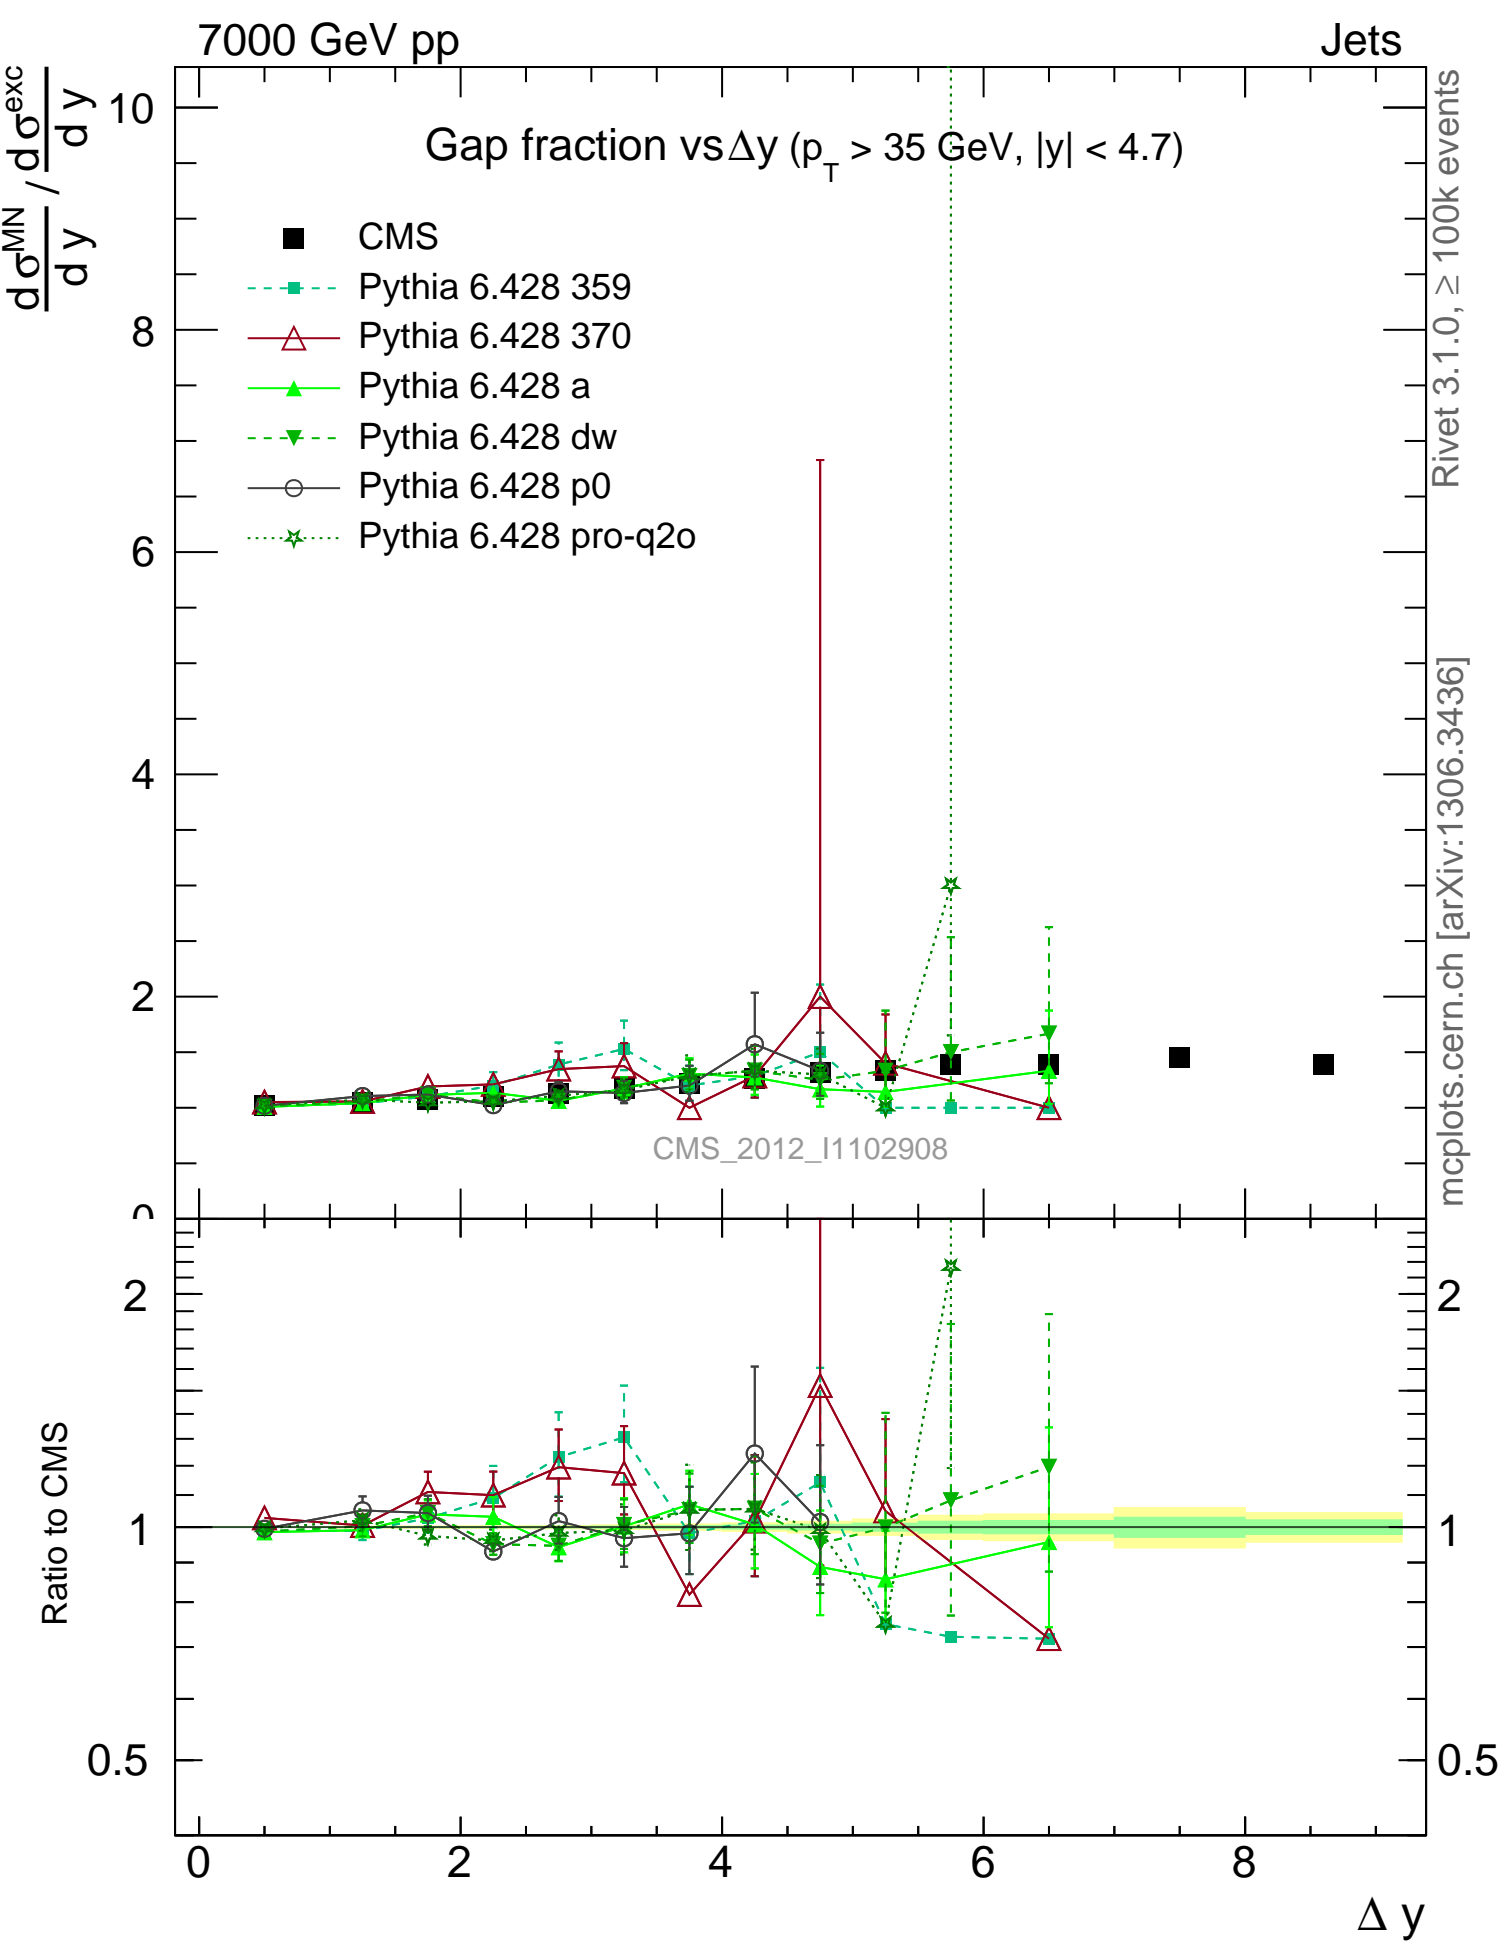 7000 GeV pp
Jets
dσ^MN / d y / dσ^exc / d y
Gap fraction vs Δy (p_T > 35 GeV, |y| < 4.7)
CMS
Pythia 6.428 359
Pythia 6.428 370
Pythia 6.428 a
Pythia 6.428 dw
Pythia 6.428 p0
Pythia 6.428 pro-q2o
10
8
6
4
2
0
CMS_2012_I1102908
Rivet 3.1.0, ≥ 100k events
mcplots.cern.ch [arXiv:1306.3436]
Ratio to CMS
2
1
0.5
2
1
0.5
0 2 4 6 8
Δ y